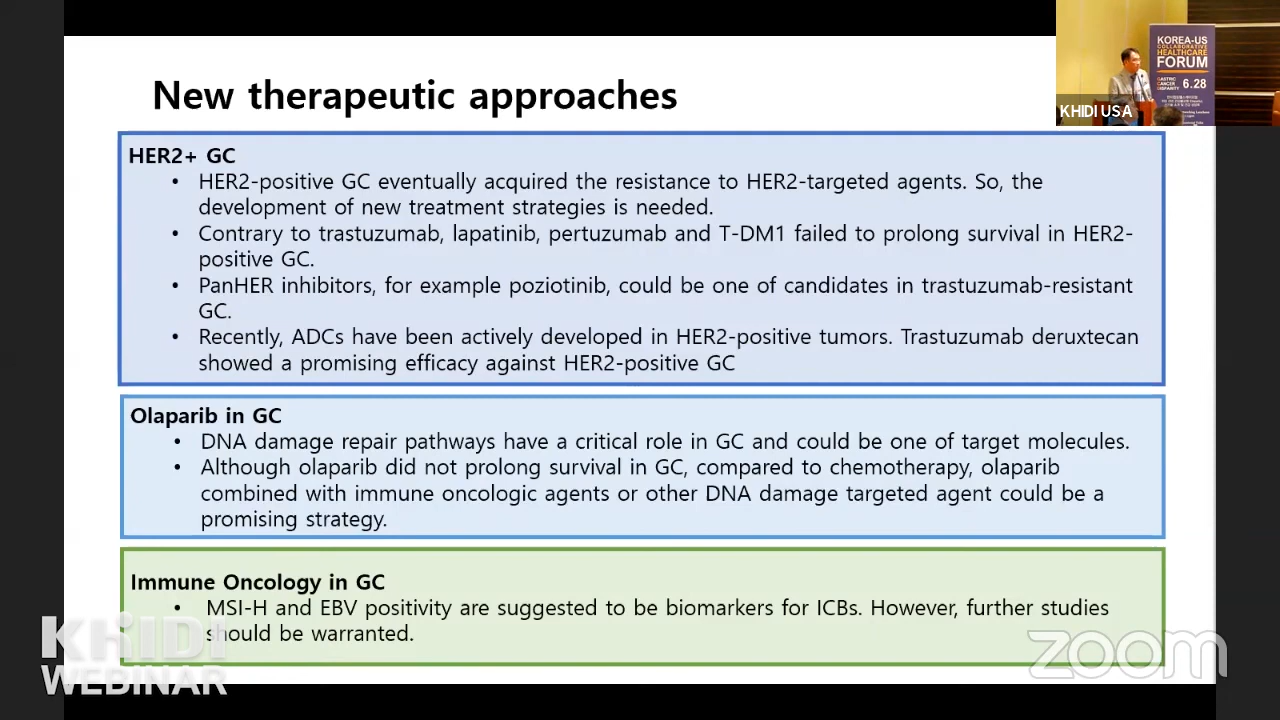 New therapeutic approaches
KOREA-US
COLLABORATIVE
HEALTHCARE
FORUM
GASTRIC
CANCER
DISPARITY
6.28
KHIDI USA
HER2+ GC
• HER2-positive GC eventually acquired the resistance to HER2-targeted agents. So, the
development of new treatment strategies is needed.
• Contrary to trastuzumab, lapatinib, pertuzumab and T-DM1 failed to prolong survival in HER2-
positive GC.
• PanHER inhibitors, for example poziotinib, could be one of candidates in trastuzumab-resistant
GC.
• Recently, ADCs have been actively developed in HER2-positive tumors. Trastuzumab deruxtecan
showed a promising efficacy against HER2-positive GC
Olaparib in GC
• DNA damage repair pathways have a critical role in GC and could be one of target molecules.
• Although olaparib did not prolong survival in GC, compared to chemotherapy, olaparib
combined with immune oncologic agents or other DNA damage targeted agent could be a
promising strategy.
Immune Oncology in GC
• MSI-H and EBV positivity are suggested to be biomarkers for ICBs. However, further studies
should be warranted.
KHIDI
WEBINAR
zoom